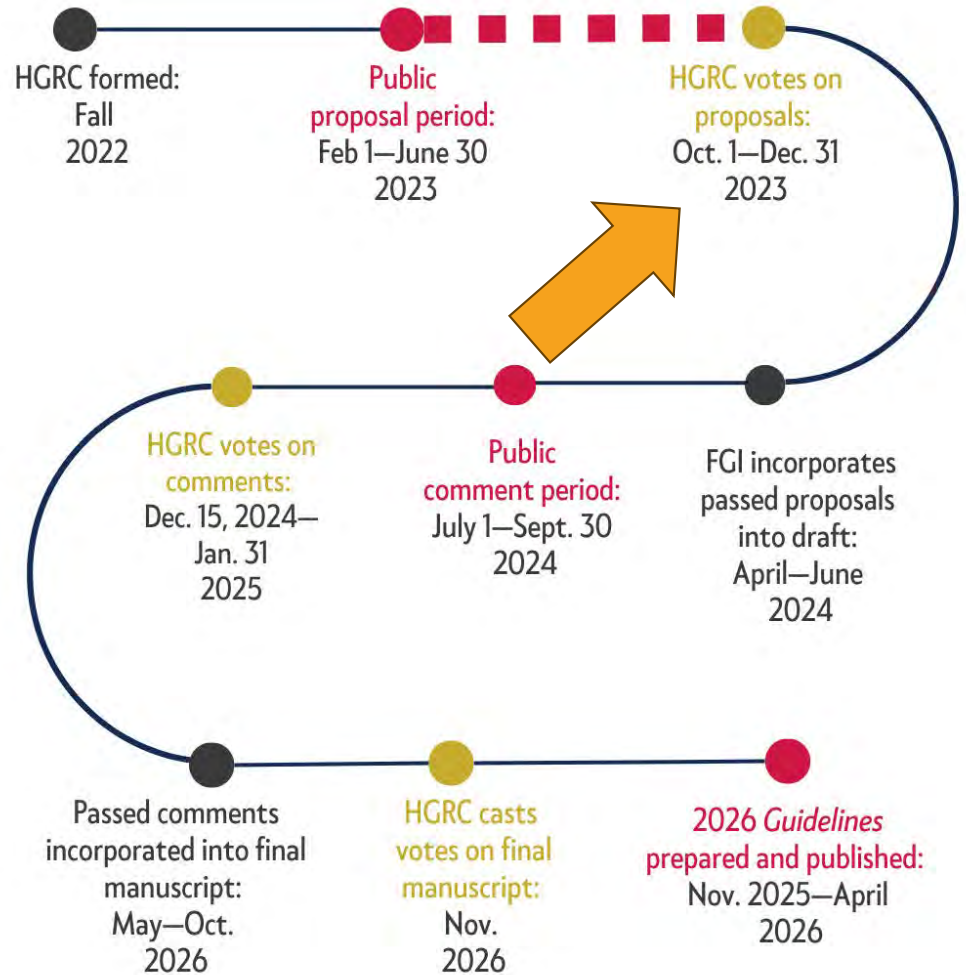 HGRC formed:
Fall
2022
Public
proposal period:
Feb 1—June 30
2023
HGRC votes on
proposals:
Oct. 1—Dec. 31
2023
HGRC votes on
comments:
Dec. 15, 2024—
Jan. 31
2025
Public
comment period:
July 1—Sept. 30
2024
FGI incorporates
passed proposals
into draft:
April—June
2024
Passed comments
incorporated into final
manuscript:
May—Oct.
2026
HGRC casts
votes on final
manuscript:
Nov.
2026
2026 Guidelines
prepared and published:
Nov. 2025—April
2026